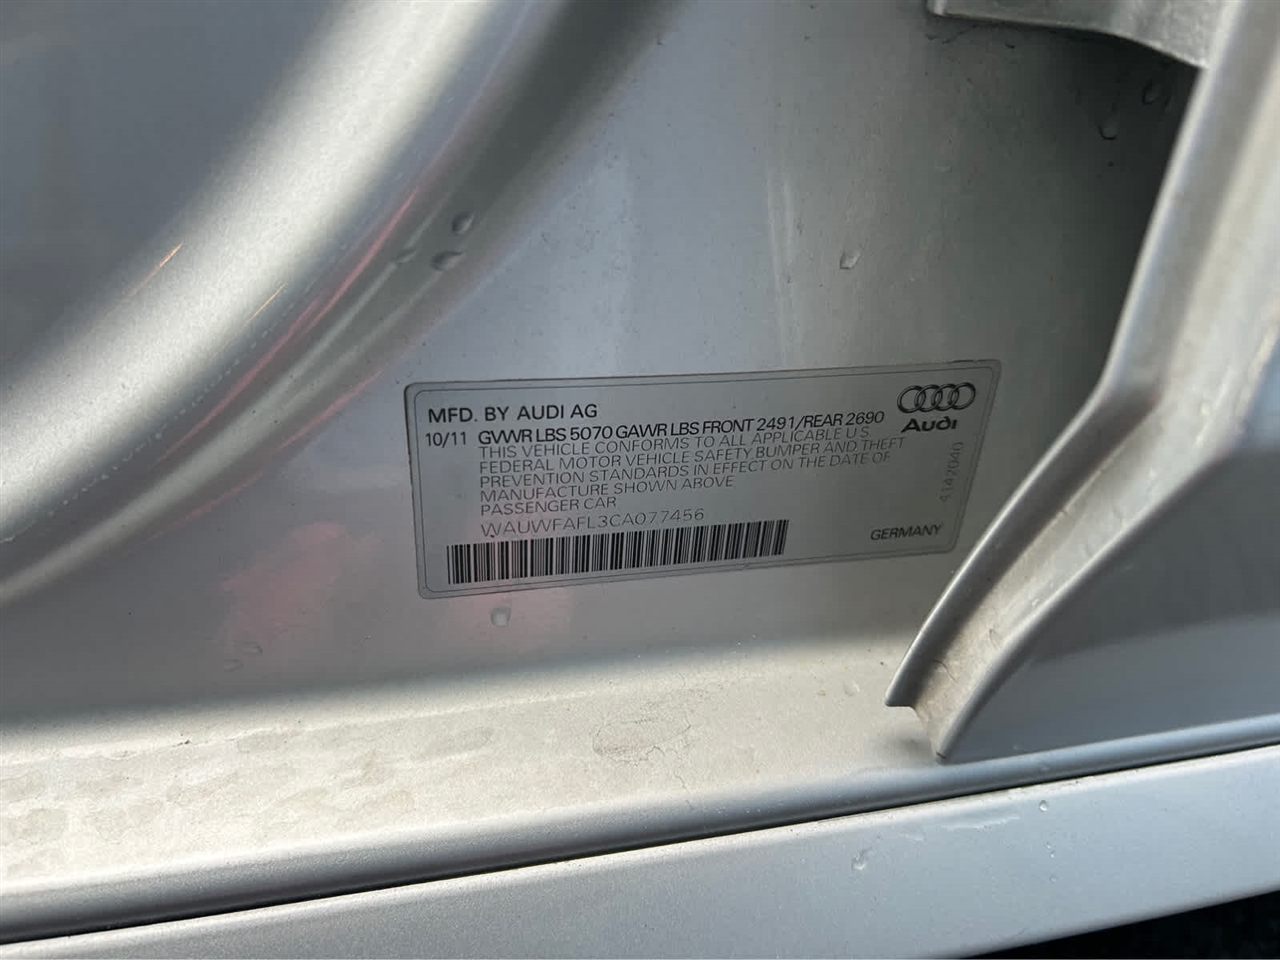 MFD. BY AUDI AG
10/11 GVWR LBS 5070 GAWR LBS FRONT 2491/REAR 2690
THIS VEHICLE CONFORMS TO ALL APPLICABLE U.S.
FEDERAL MOTOR VEHICLE SAFETY BUMPER AND THEFT
PREVENTION STANDARDS IN EFFECT ON THE DATE OF
MANUFACTURE SHOWN ABOVE
PASSENGER CAR
WAUWFAFL3CA077456
Audi
4142040
GERMANY